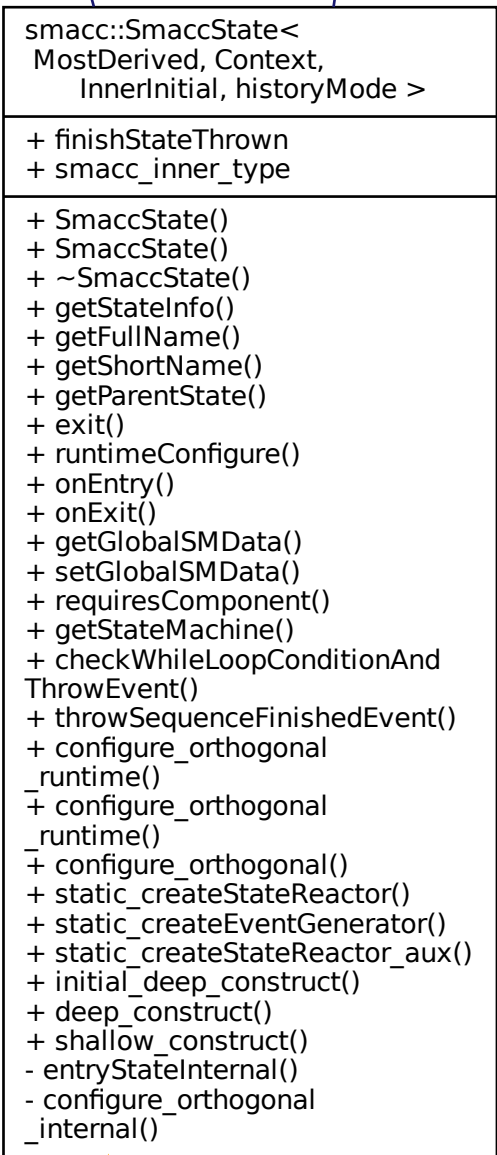 smacc::SmaccState<
MostDerived, Context,
InnerInitial, historyMode >
+ finishStateThrown
+ smacc_inner_type
+ SmaccState()
+ SmaccState()
+ ~SmaccState()
+ getStateInfo()
+ getFullName()
+ getShortName()
+ getParentState()
+ exit()
+ runtimeConfigure()
+ onEntry()
+ onExit()
+ getGlobalSMData()
+ setGlobalSMData()
+ requiresComponent()
+ getStateMachine()
+ checkWhileLoopConditionAnd
ThrowEvent()
+ throwSequenceFinishedEvent()
+ configure_orthogonal
_runtime()
+ configure_orthogonal
_runtime()
+ configure_orthogonal()
+ static_createStateReactor()
+ static_createEventGenerator()
+ static_createStateReactor_aux()
+ initial_deep_construct()
+ deep_construct()
+ shallow_construct()
- entryStateInternal()
- configure_orthogonal
_internal()